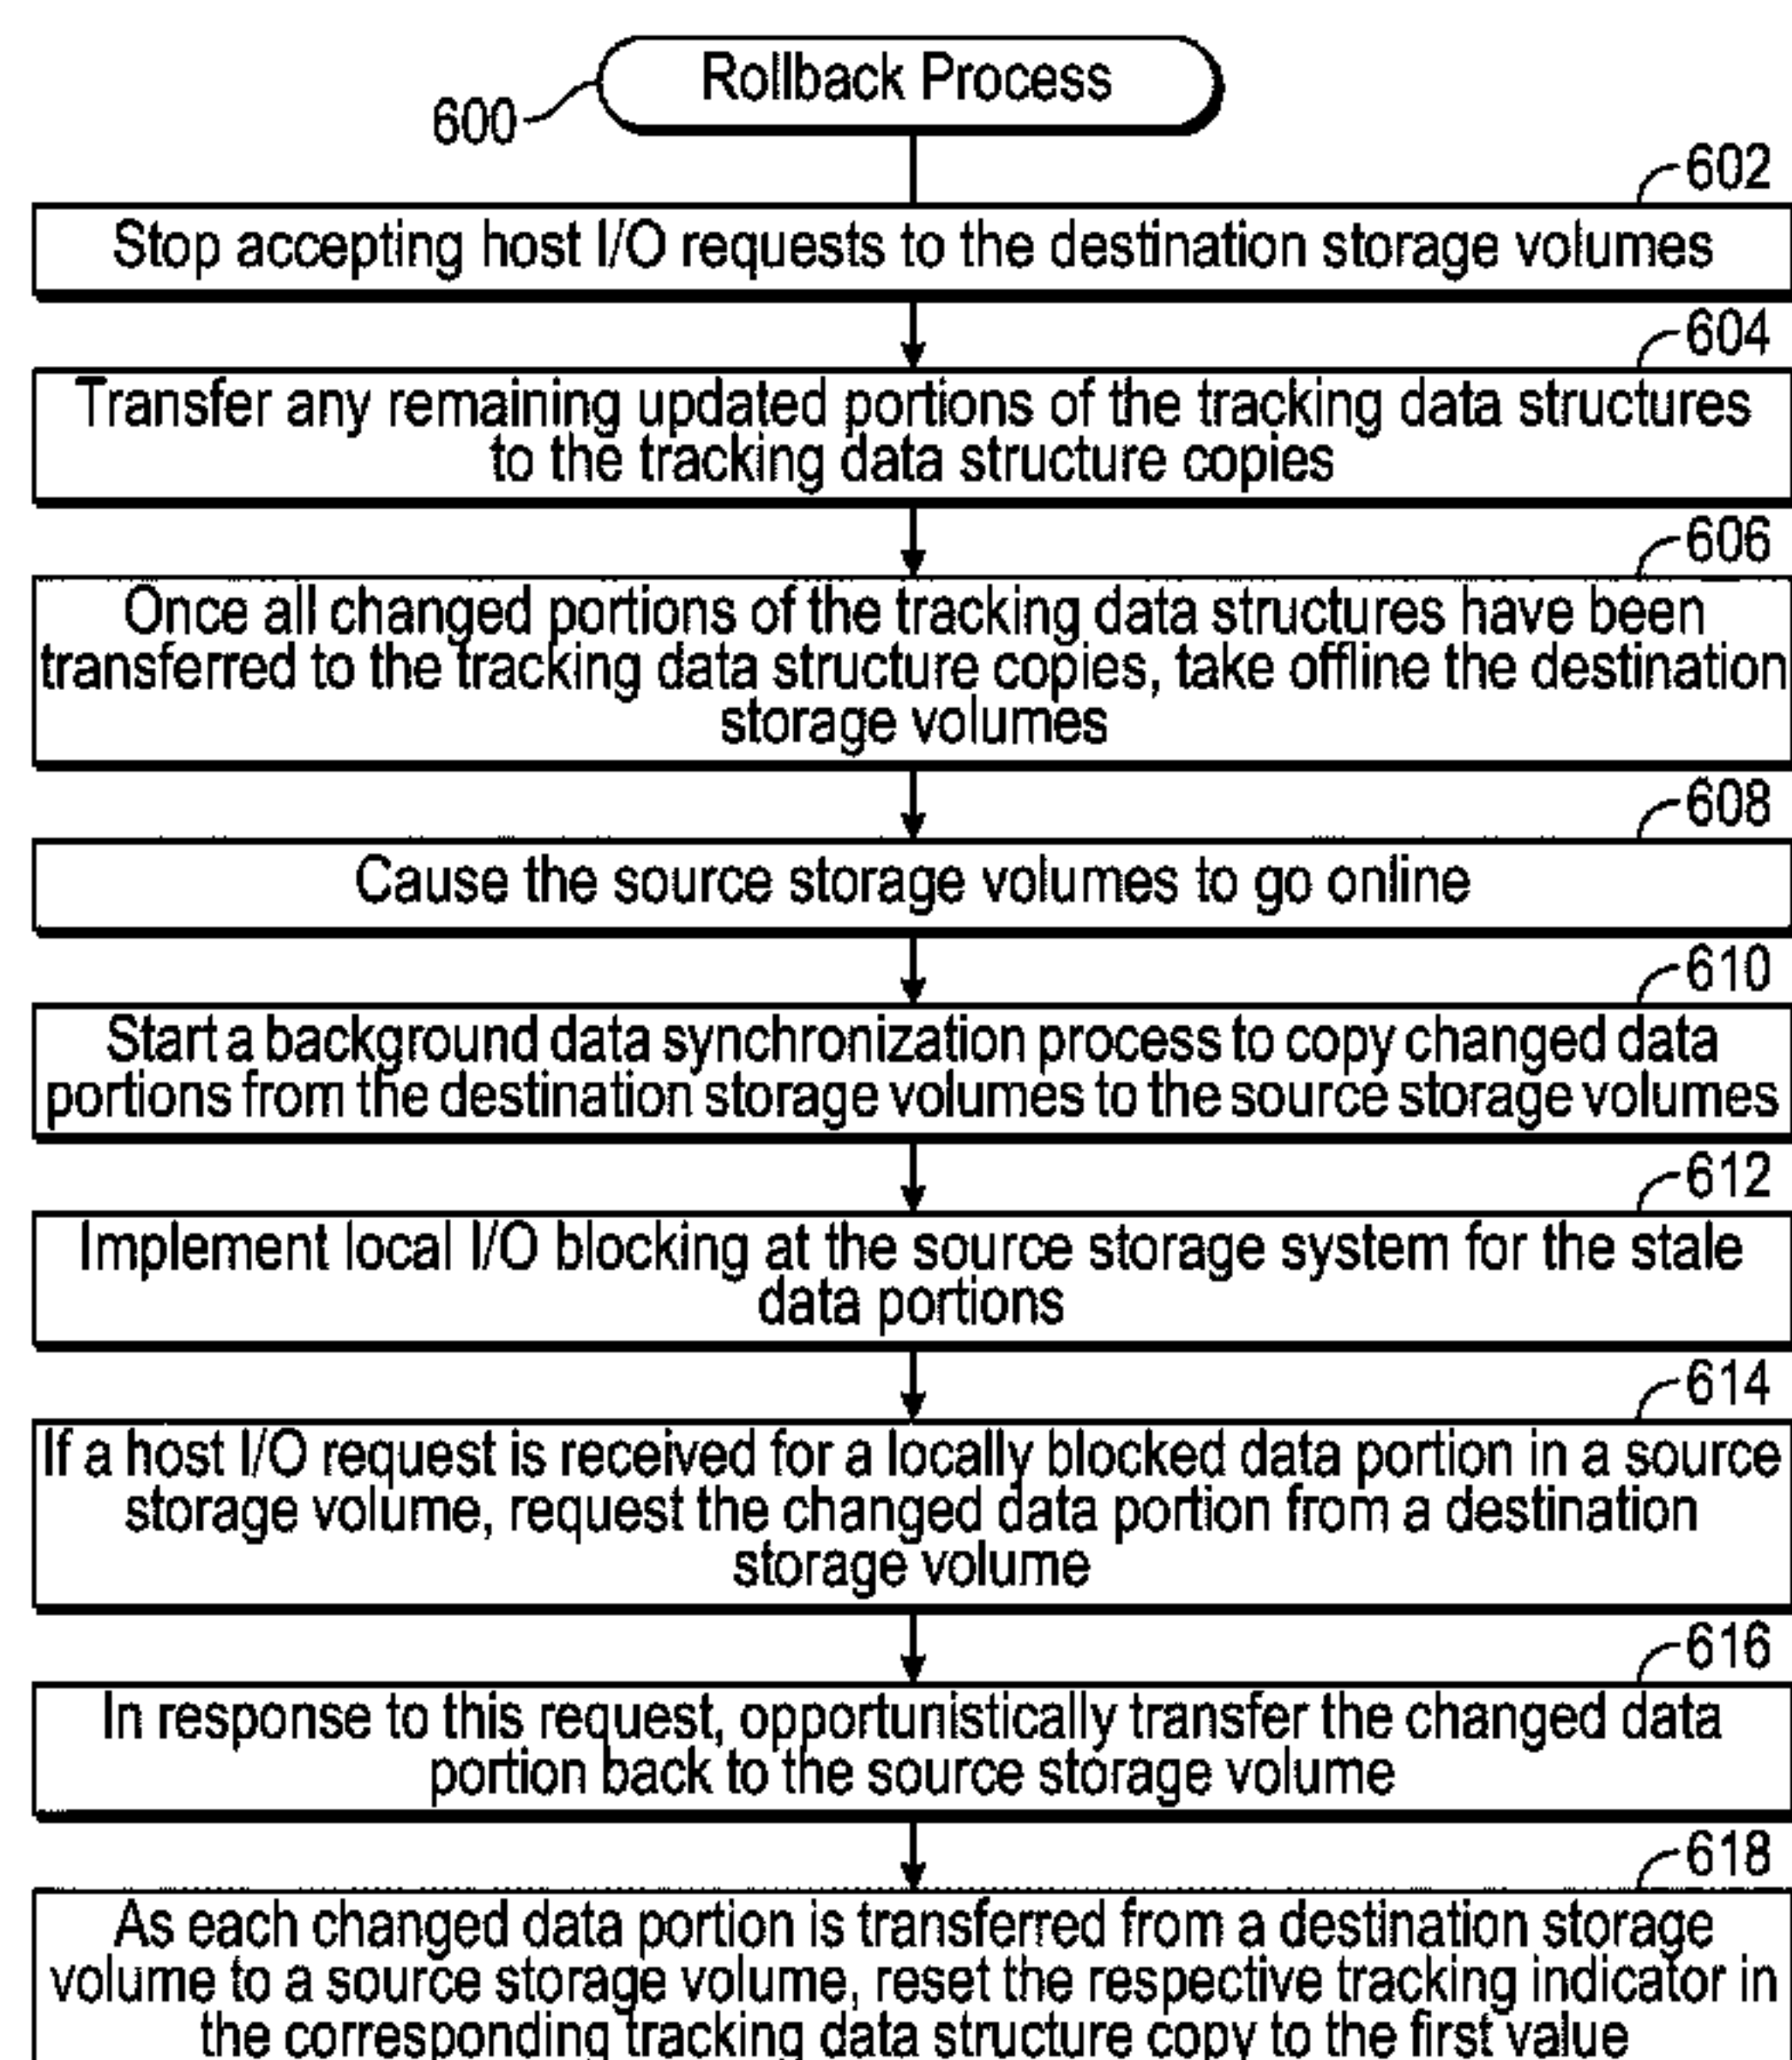 Rollback Process
600
602
Stop accepting host I/O requests to the destination storage volumes
604
Transfer any remaining updated portions of the tracking data structures
to the tracking data structure copies
606
Once all changed portions of the tracking data structures have been
transferred to the tracking data structure copies, take offline the destination
storage volumes
608
Cause the source storage volumes to go online
610
Start a background data synchronization process to copy changed data
portions from the destination storage volumes to the source storage volumes
612
Implement local I/O blocking at the source storage system for the stale
data portions
614
If a host I/O request is received for a locally blocked data portion in a source
storage volume, request the changed data portion from a destination
storage volume
616
In response to this request, opportunistically transfer the changed data
portion back to the source storage volume
618
As each changed data portion is transferred from a destination storage
volume to a source storage volume, reset the respective tracking indicator in
the corresponding tracking data structure copy to the first value